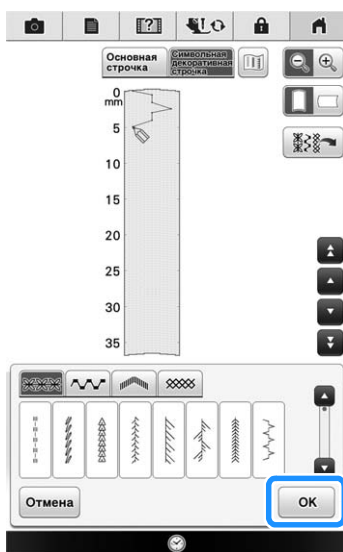 Основная
строчка
Символьная
декоративная
строчка
0
mm
5
10
15
20
25
30
35
Отмена
OK